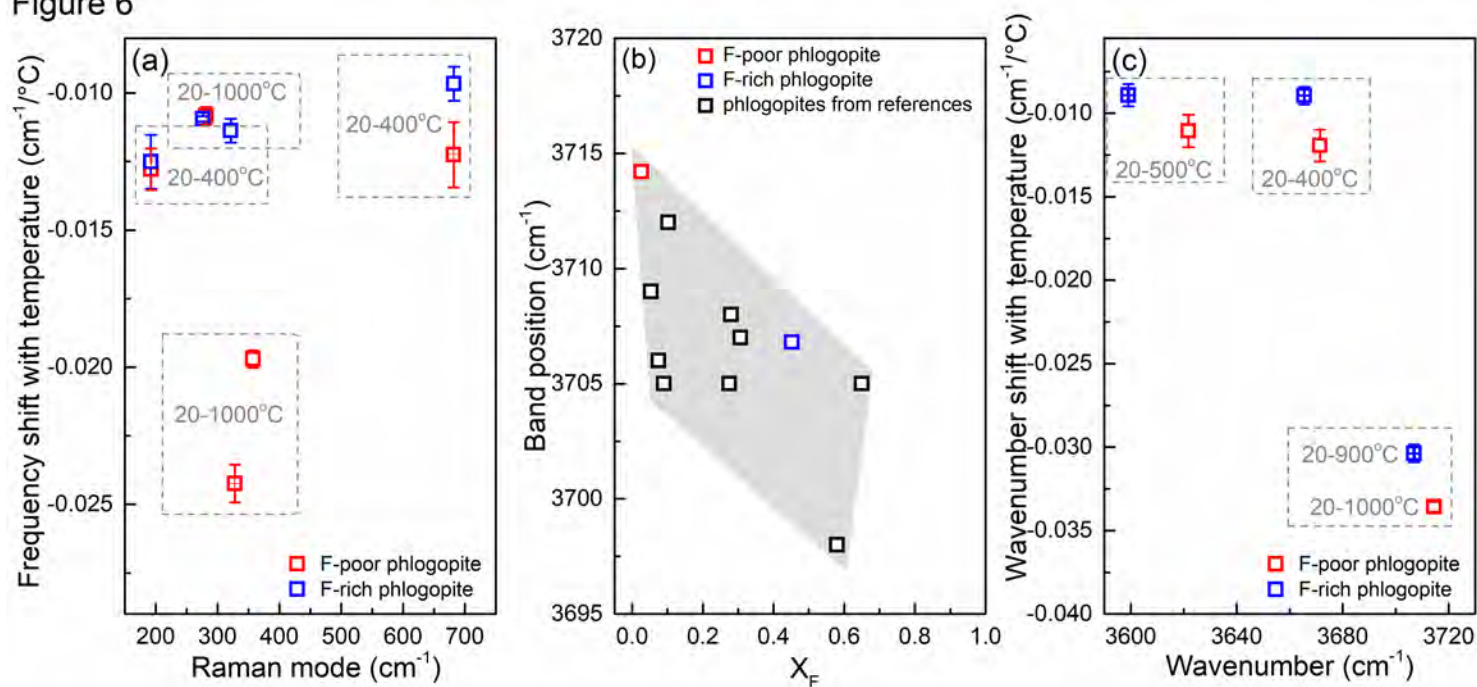 Figure 6
(a)
20-1000°C
20-400°C
20-400°C
20-1000°C
F-poor phlogopite
F-rich phlogopite
-0.010
-0.015
-0.020
-0.025
Frequency shift with temperature (cm⁻¹/°C)
200 300 400 500 600 700
Raman mode (cm⁻¹)
(b)
F-poor phlogopite
F-rich phlogopite
phlogopites from references
3720
3715
3710
3705
3700
3695
Band position (cm⁻¹)
0.0 0.2 0.4 0.6 0.8 1.0
X_F
(c)
20-500°C
20-400°C
20-900°C
20-1000°C
F-poor phlogopite
F-rich phlogopite
-0.010
-0.015
-0.020
-0.025
-0.030
-0.035
-0.040
Wavenumber shift with temperature (cm⁻¹/°C)
3600 3640 3680 3720
Wavenumber (cm⁻¹)